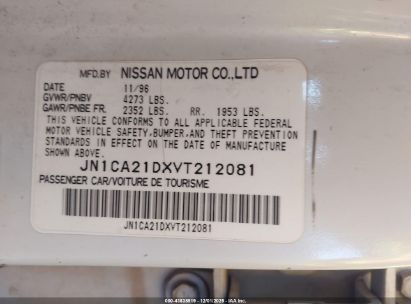 MFD.BY NISSAN MOTOR CO.,LTD
DATE 11/96
GVWR/PNBV 4273 LBS.
GAWR/PNBE FR. 2352 LBS. RR. 1953 LBS.
THIS VEHICLE CONFORMS TO ALL APPLICABLE FEDERAL
MOTOR VEHICLE SAFETY,BUMPER,AND THEFT PREVENTION
STANDARDS IN EFFECT ON THE DATE OF MANUFACTURE
SHOWN ABOVE.
JN1CA21DXVT212081
PASSENGER CAR/VOITURE DE TOURISME
JN1CA21DXVT212081